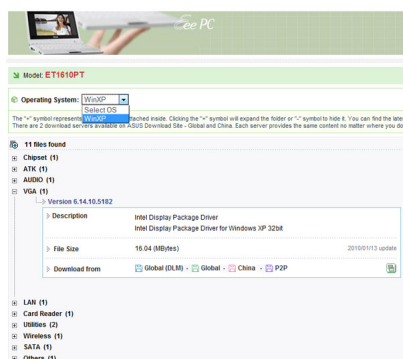 Eee PC
Model: ET1610PT
Operating System: WinXP
Select OS
WinXP
The "+" symbol represents ttached inside. Clicking the "+" symbol will expand the folder or "-" symbol to hide it. You can find the late
There are 2 download servers available on ASUS Download Site - Global and China. Each server provides the same content no matter where you do
11 files found
Chipset (1)
ATK (1)
AUDIO (1)
VGA (1)
Version 6.14.10.5182
Description Intel Display Package Driver
Intel Display Package Driver for Windows XP 32bit
File Size 16.04 (MBytes) 2010/01/13 update
Download from Global (DLM) - Global - China - P2P
LAN (1)
Card Reader (1)
Utilities (2)
Wireless (1)
SATA (1)
Others (1)